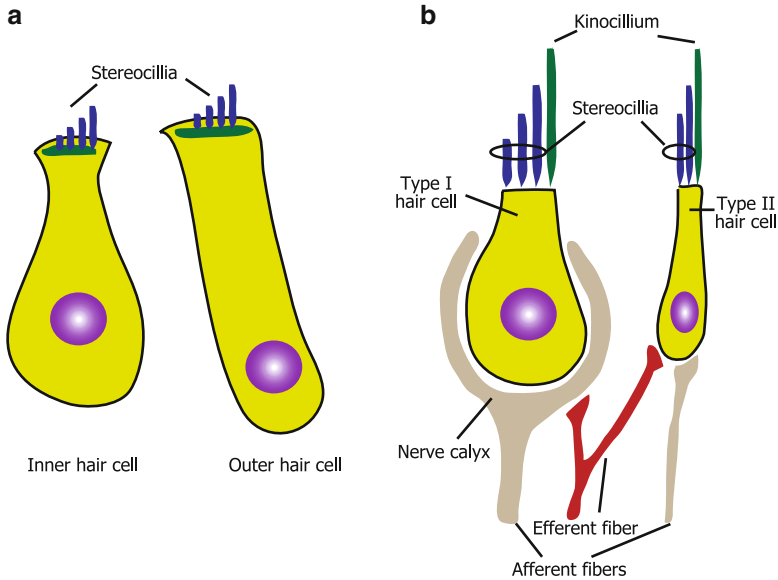 a
Stereocillia
Inner hair cell
Outer hair cell
b
Kinocillium
Stereocillia
Type I
hair cell
Type II
hair cell
Nerve calyx
Efferent fiber
Afferent fibers